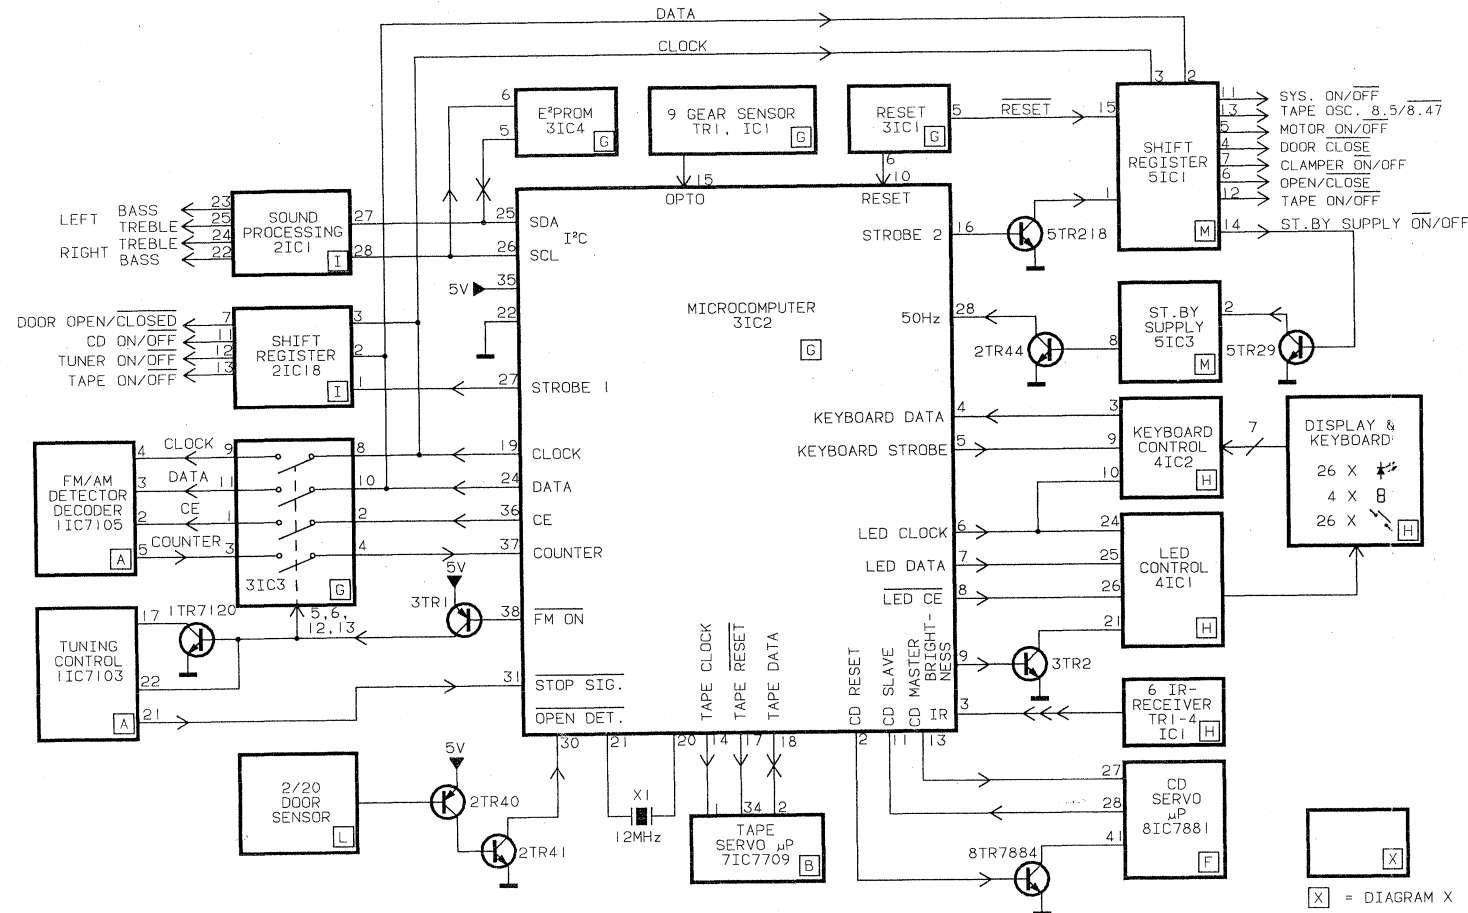 DATA
CLOCK
6
E²PROM
3IC4
G
5
9 GEAR SENSOR
TR1, IC1
G
RESET
3IC1
G
5
RESET
15
3
2
SHIFT
REGISTER
5IC1
M
11
SYS. ON/OFF
13
TAPE OSC. 8.5/8.47
5
MOTOR ON/OFF
4
DOOR CLOSE
7
CLAMPER ON/OFF
6
OPEN/CLOSE
12
TAPE ON/OFF
14
ST.BY SUPPLY ON/OFF
1
15
6
10
OPTO
RESET
LEFT
BASS
TREBLE
RIGHT
TREBLE
BASS
23
25
24
22
SOUND
PROCESSING
2IC1
I
27
28
25
SDA
I²C
26
SCL
STROBE 2
16
5TR218
5V
35
22
MICROCOMPUTER
3IC2
G
DOOR OPEN/CLOSED
7
CD ON/OFF
11
TUNER ON/OFF
12
TAPE ON/OFF
13
SHIFT
REGISTER
2IC18
I
3
2
1
27
STROBE 1
50Hz
28
2TR44
8
ST.BY
SUPPLY
5IC3
M
2
5TR29
KEYBOARD DATA
4
3
KEYBOARD STROBE
5
9
10
KEYBOARD
CONTROL
4IC2
H
7
DISPLAY &
KEYBOARD
26 X
4 X 8
26 X
H
FM/AM
DETECTOR
DECODER
1IC7105
A
4
CLOCK
9
8
19
CLOCK
3
DATA
11
10
24
DATA
2
CE
1
2
36
CE
5
COUNTER
3
4
37
COUNTER
3IC3
G
LED CLOCK
6
24
LED DATA
7
25
LED CE
8
26
21
LED
CONTROL
4IC1
H
5V
3TR1
38
FM ON
5,6,
12,13
1TR7120
17
TUNING
CONTROL
1IC7103
A
22
21
31
STOP SIG.
OPEN DET.
30
TAPE CLOCK
TAPE RESET
TAPE DATA
CD RESET
CD SLAVE
CD MASTER
BRIGHT-
NESS
9
3TR2
IR
3
6 IR-
RECEIVER
TR1-4
IC1
H
21
20
14
17
18
2
11
13
2/20
DOOR
SENSOR
L
5V
2TR40
2TR41
X1
12MHz
1
34
2
TAPE
SERVO µP
7IC7709
B
27
28
41
CD
SERVO
µP
8IC7881
F
8TR7884
X
X = DIAGRAM X